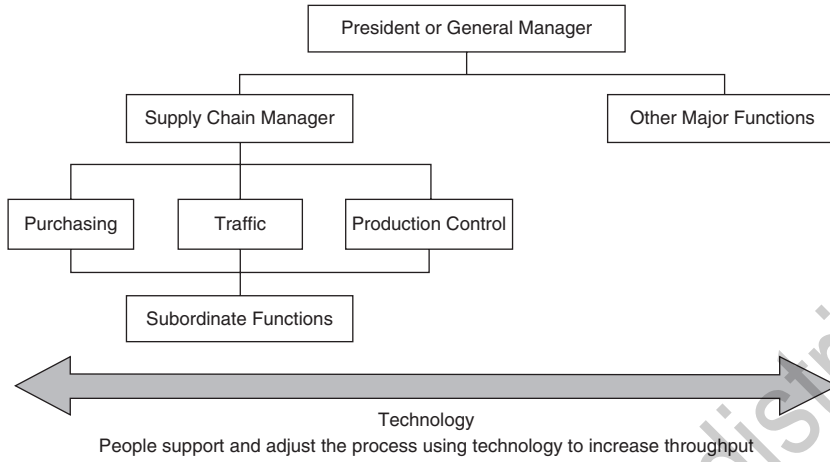 President or General Manager
Supply Chain Manager
Other Major Functions
Purchasing
Traffic
Production Control
Subordinate Functions
Technology
People support and adjust the process using technology to increase throughput